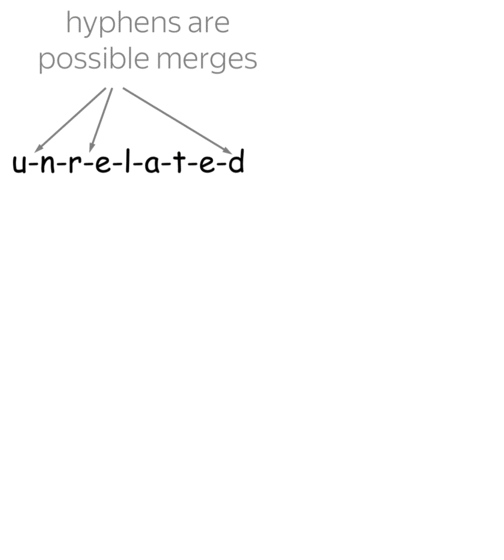 hyphens are
possible merges
u-n-r-e-l-a-t-e-d